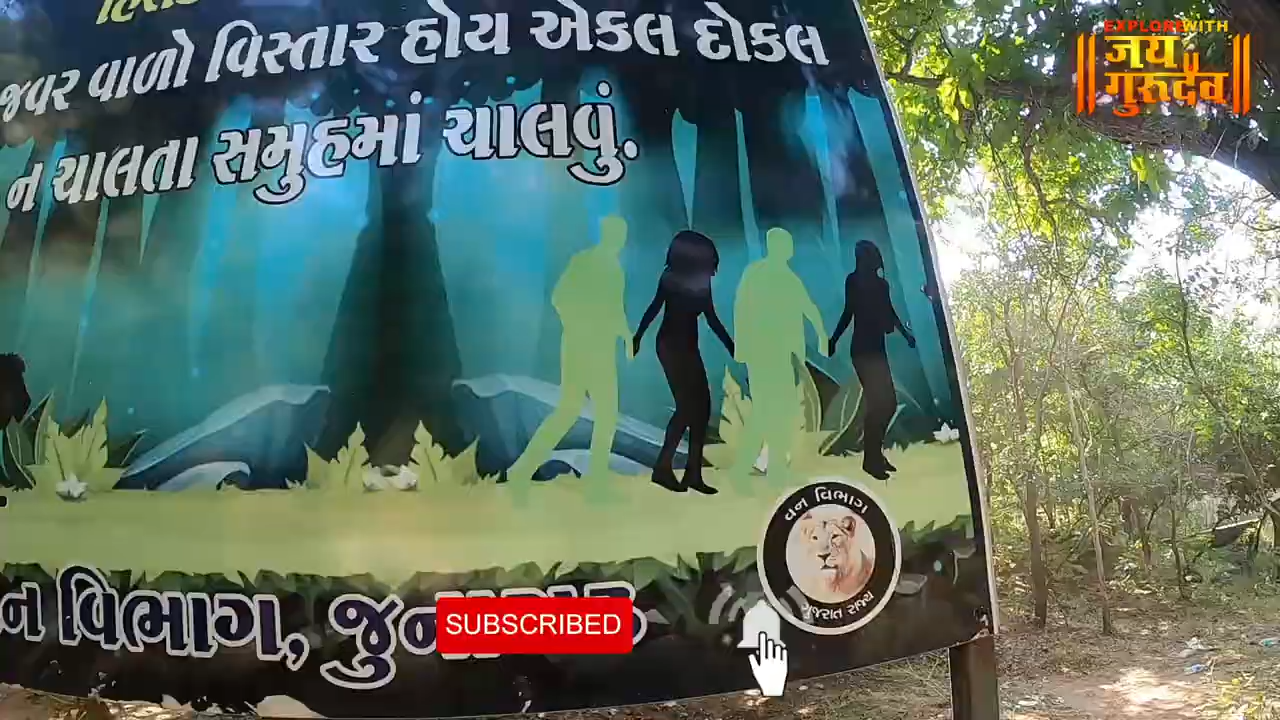 EXPLORE WITH
जय
गुरुदेव
જવર વાળો વિસ્તાર હોય એકલ દોકલ
ન ચાલતા સમુહમાં ચાલવું.
વન વિભાગ
ગુજરાત રાજ્ય
ન વિભાગ,
SUBSCRIBED